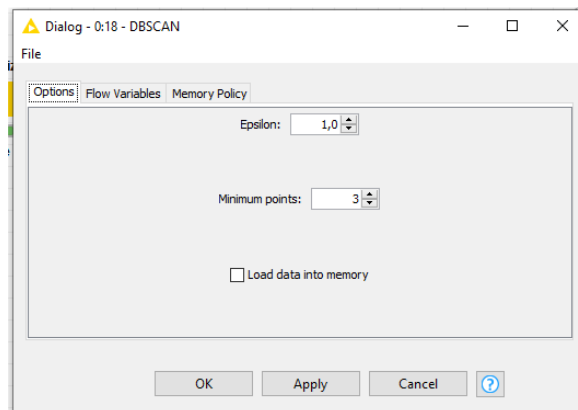 Dialog - 0:18 - DBSCAN
File
Options Flow Variables Memory Policy
Epsilon: 1,0
Minimum points: 3
Load data into memory
OK Apply Cancel ?